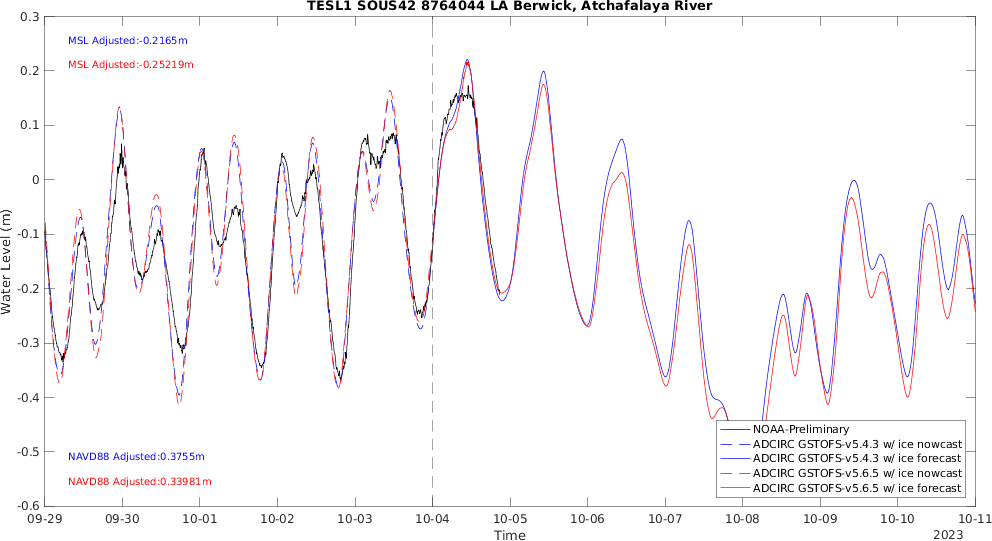 TESL1 SOUS42 8764044 LA Berwick, Atchafalaya River
0.3
MSL Adjusted:-0.2165m
MSL Adjusted:-0.25219m
0.2
0.1
0
-0.1
-0.2
-0.3
-0.4
-0.5
-0.6
Water Level (m)
NAVD88 Adjusted:0.3755m
NAVD88 Adjusted:0.33981m
NOAA-Preliminary
ADCIRC GSTOFS-v5.4.3 w/ ice nowcast
ADCIRC GSTOFS-v5.4.3 w/ ice forecast
ADCIRC GSTOFS-v5.6.5 w/ ice nowcast
ADCIRC GSTOFS-v5.6.5 w/ ice forecast
09-29 09-30 10-01 10-02 10-03 10-04 10-05 10-06 10-07 10-08 10-09 10-10 10-11
Time
2023